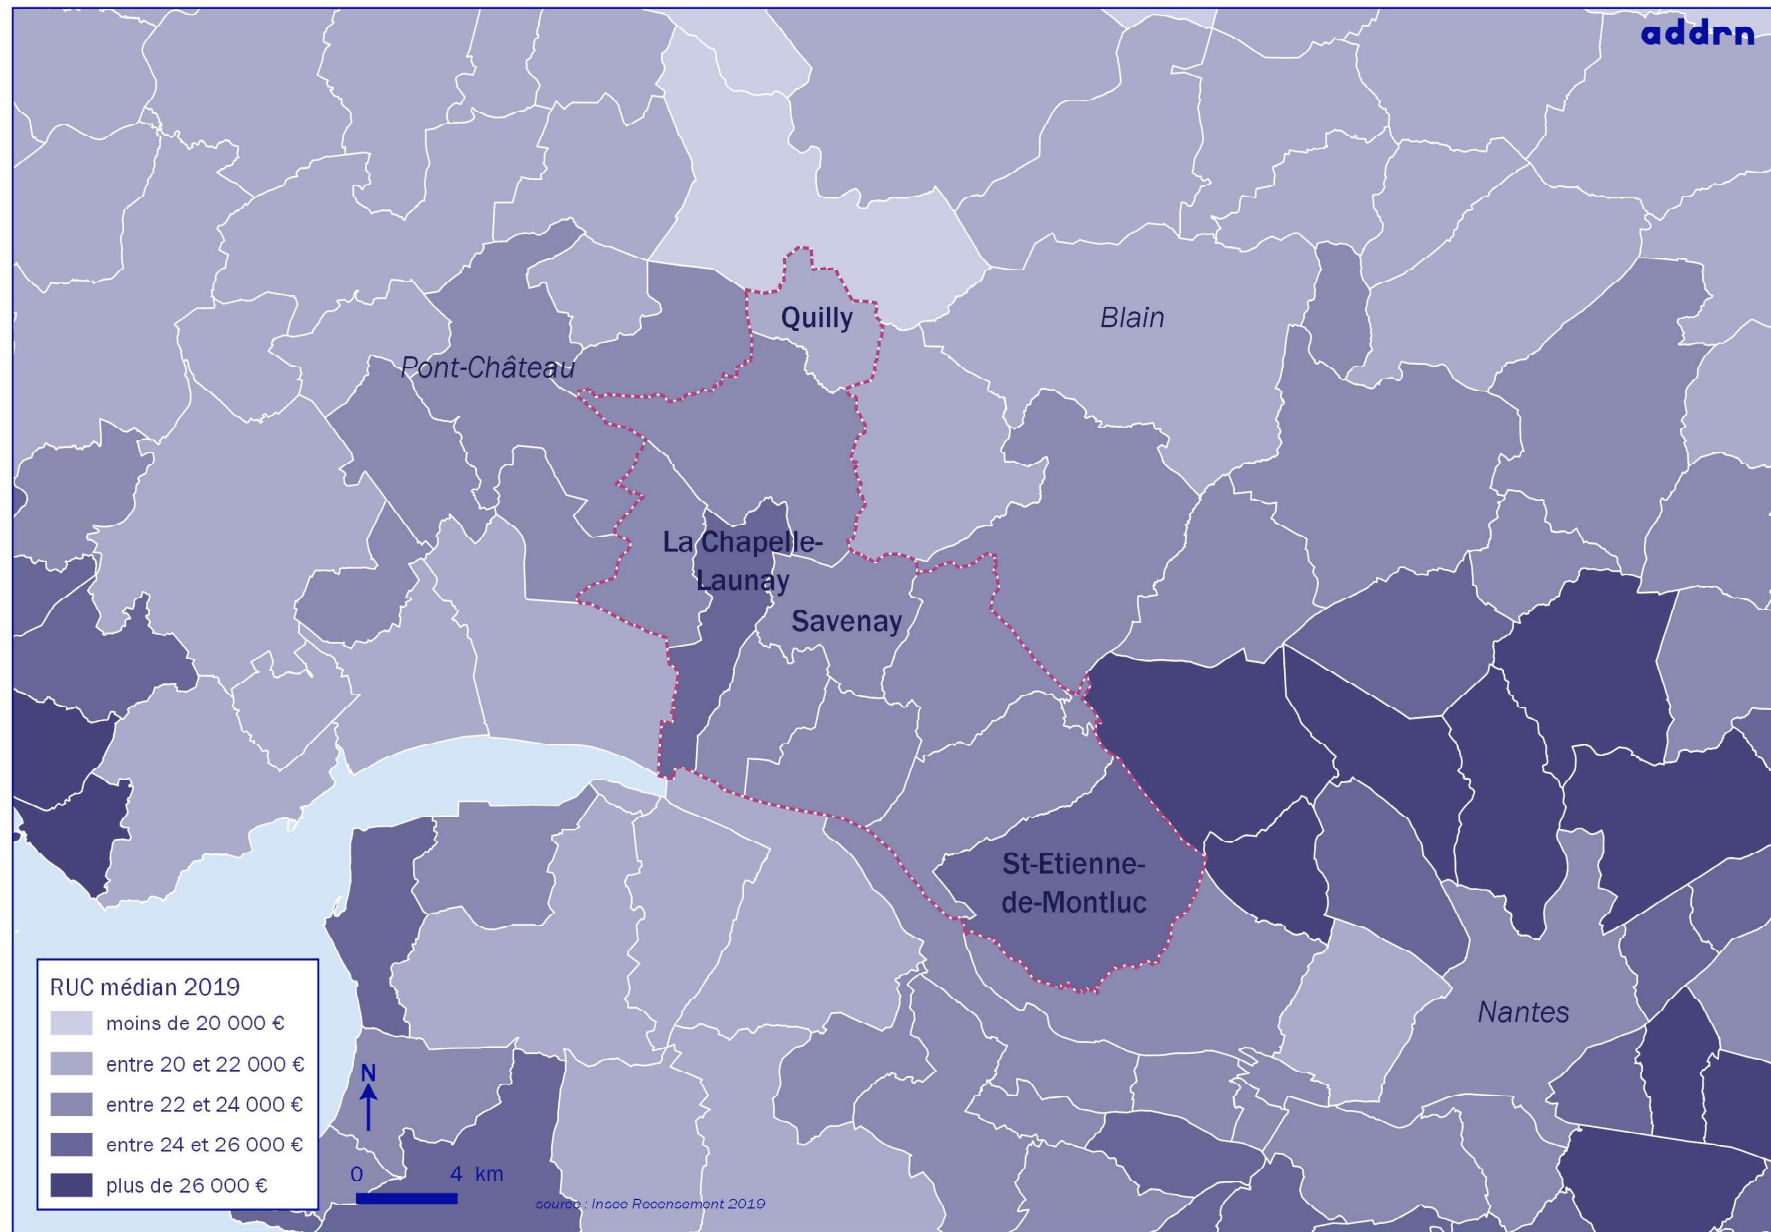 addrn
Quilly
Blain
Pont-Château
La Chapelle-
Launay
Savenay
St-Etienne-
de-Montluc
Nantes
RUC médian 2019
moins de 20 000 €
entre 20 et 22 000 €
entre 22 et 24 000 €
entre 24 et 26 000 €
plus de 26 000 €
N
0 4 km
source : Insee Recensement 2019